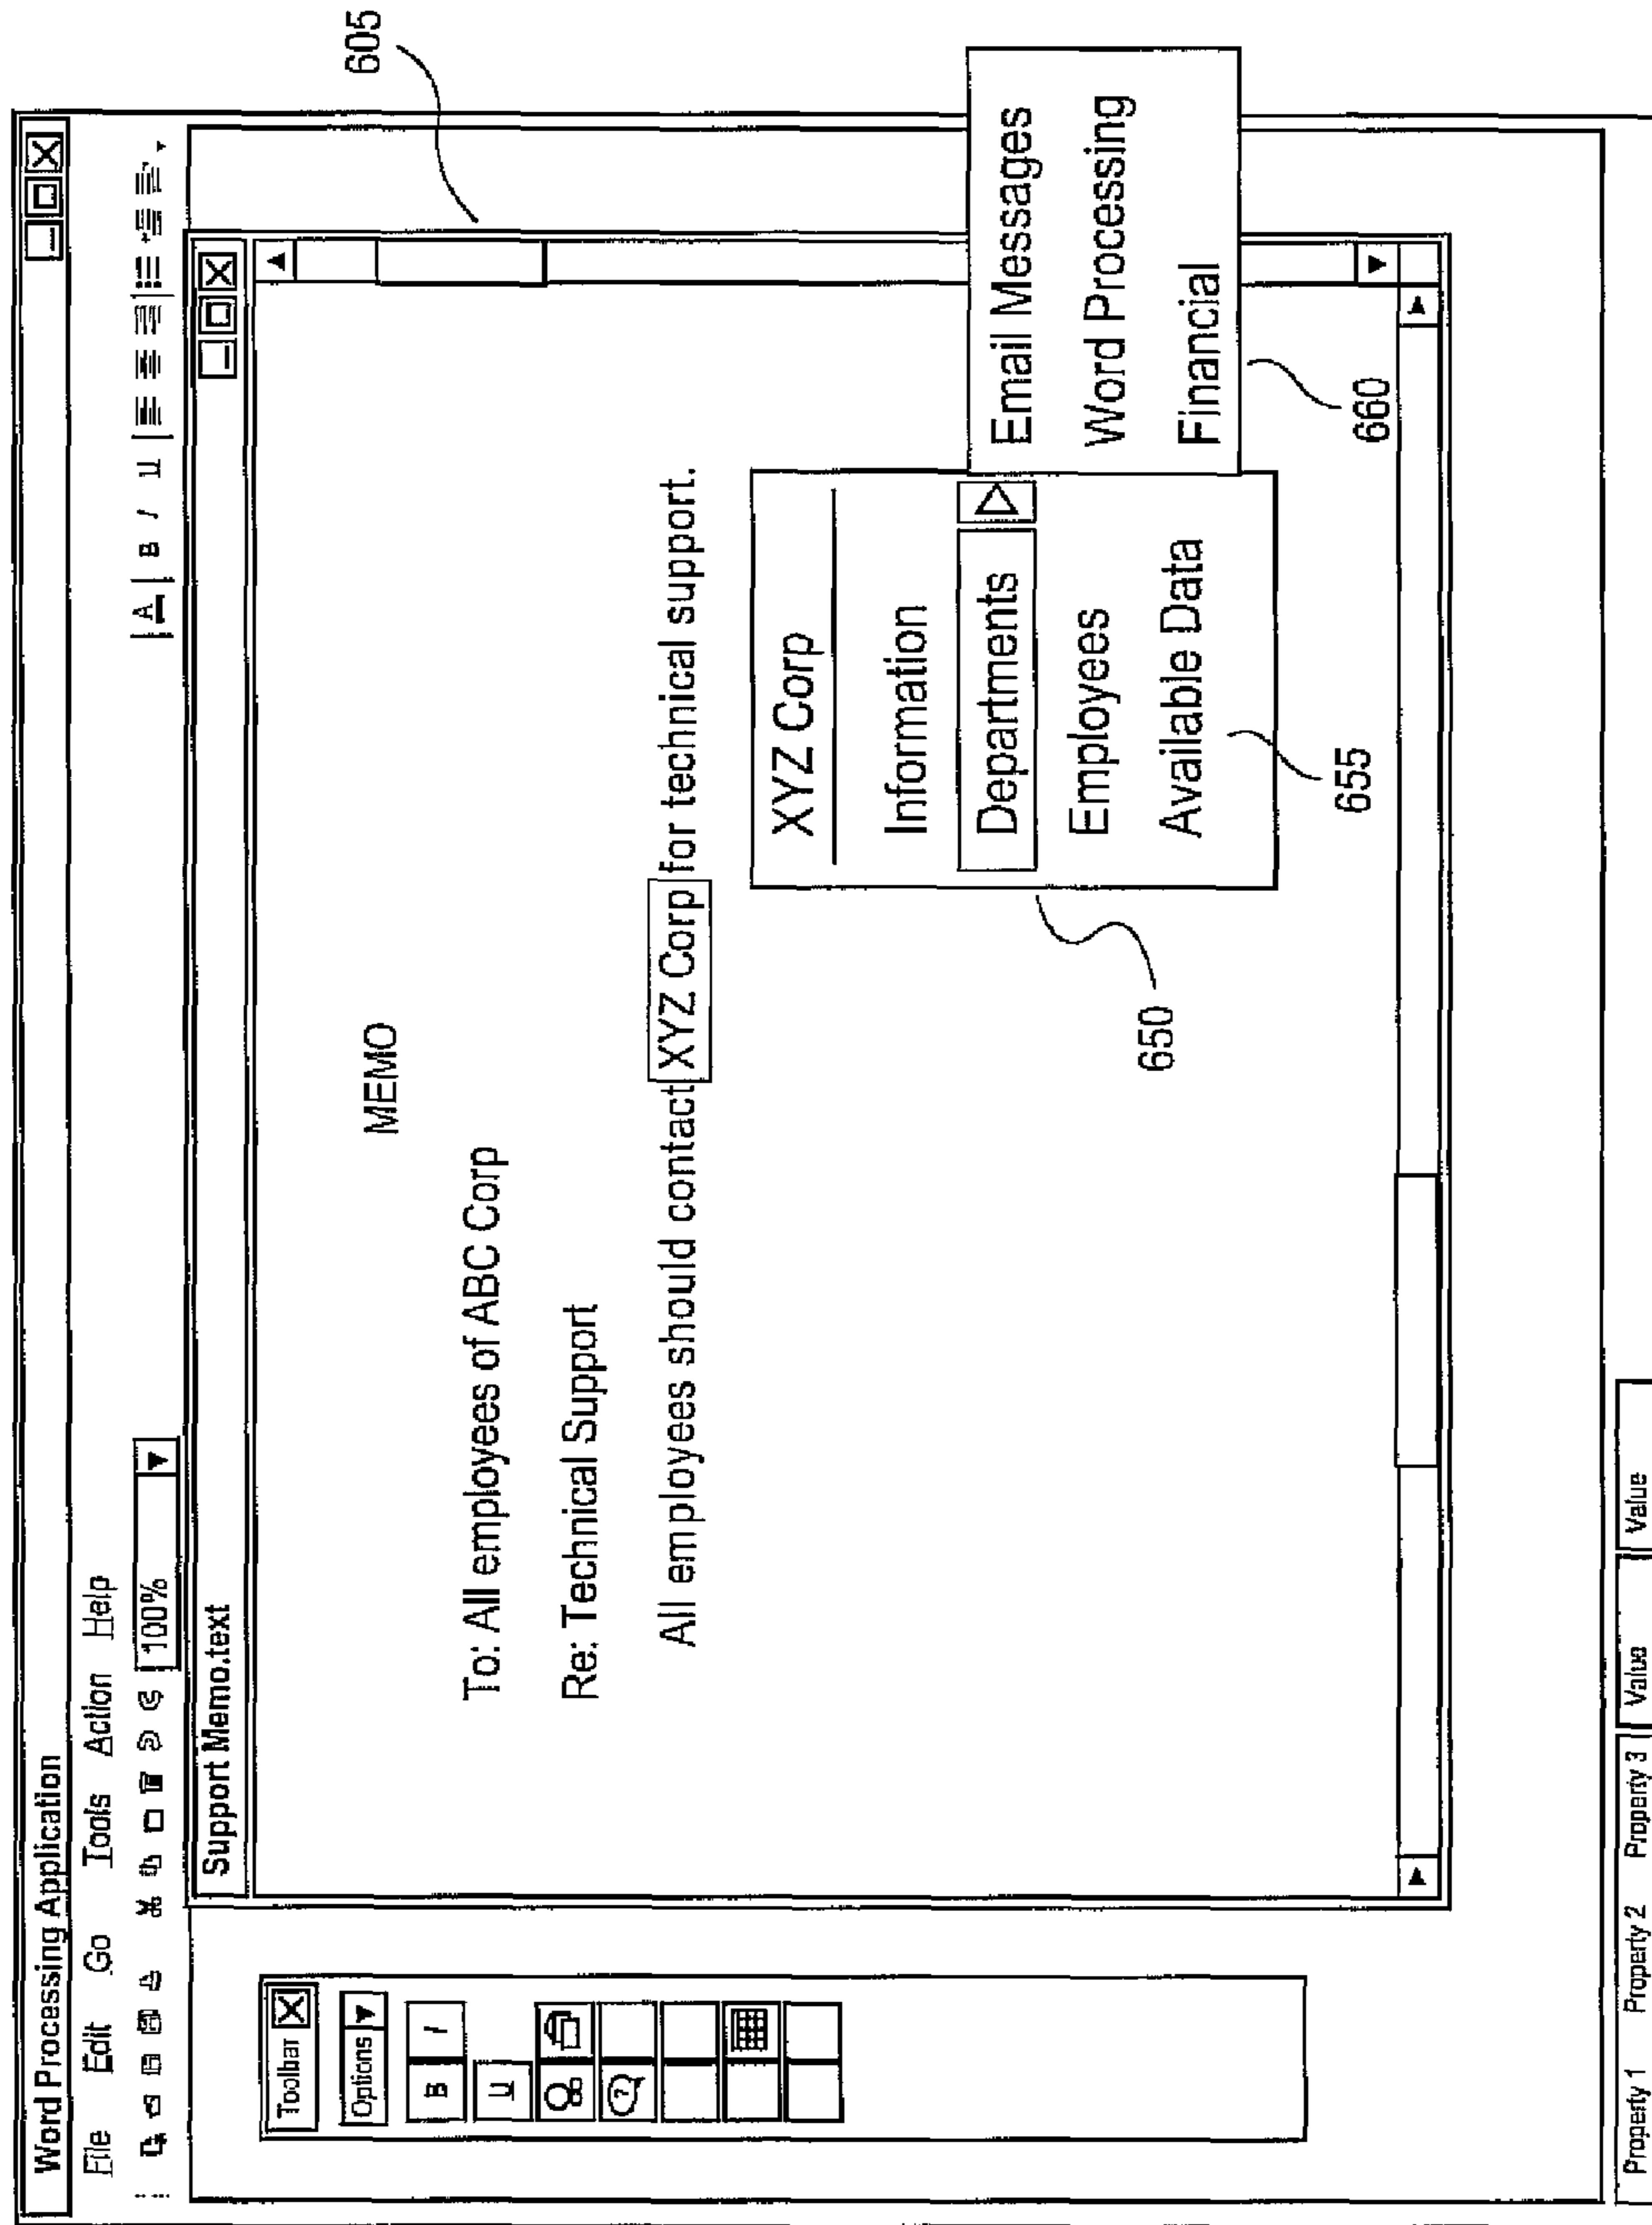 Word Processing Application
File Edit Go Tools Action Help
100% A B I U
Support Memo.text
605
Toolbar
Options
B I
U
?
MEMO
To: All employees of ABC Corp
Re: Technical Support
All employees should contact XYZ Corp for technical support.
XYZ Corp
Information
Departments
Employees
Available Data
Email Messages
Word Processing
Financial
650
655
660
Property 1 Property 2 Property 3 Value Value